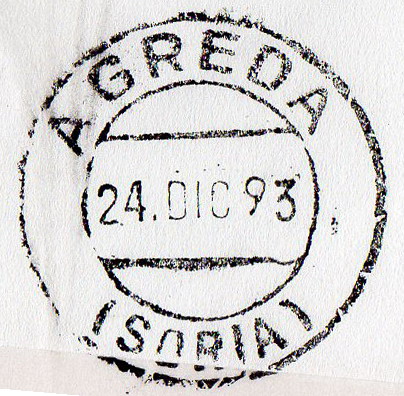 AGREDA
24. DIC 93
(SORIA)